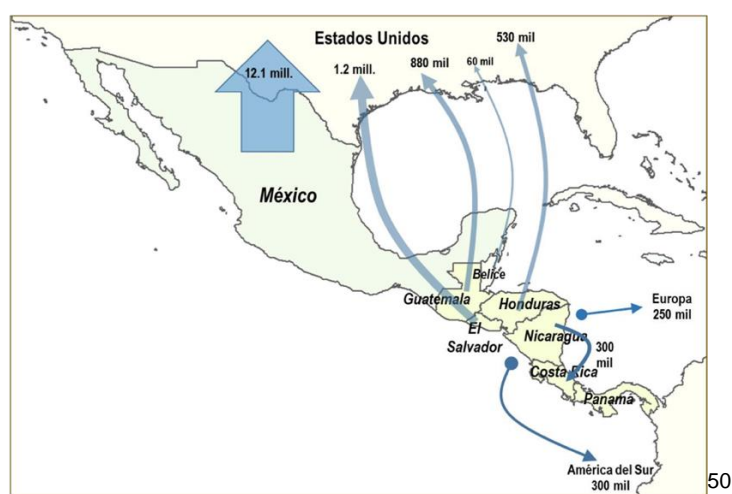 Estados Unidos
12.1 mill.
1.2 mill.
880 mil
60 mil
530 mil
México
Belice
Guatemala
Honduras
El
Salvador
Nicaragua
Europa
250 mil
300
mil
Costa Rica
Panamá
América del Sur
300 mil
50